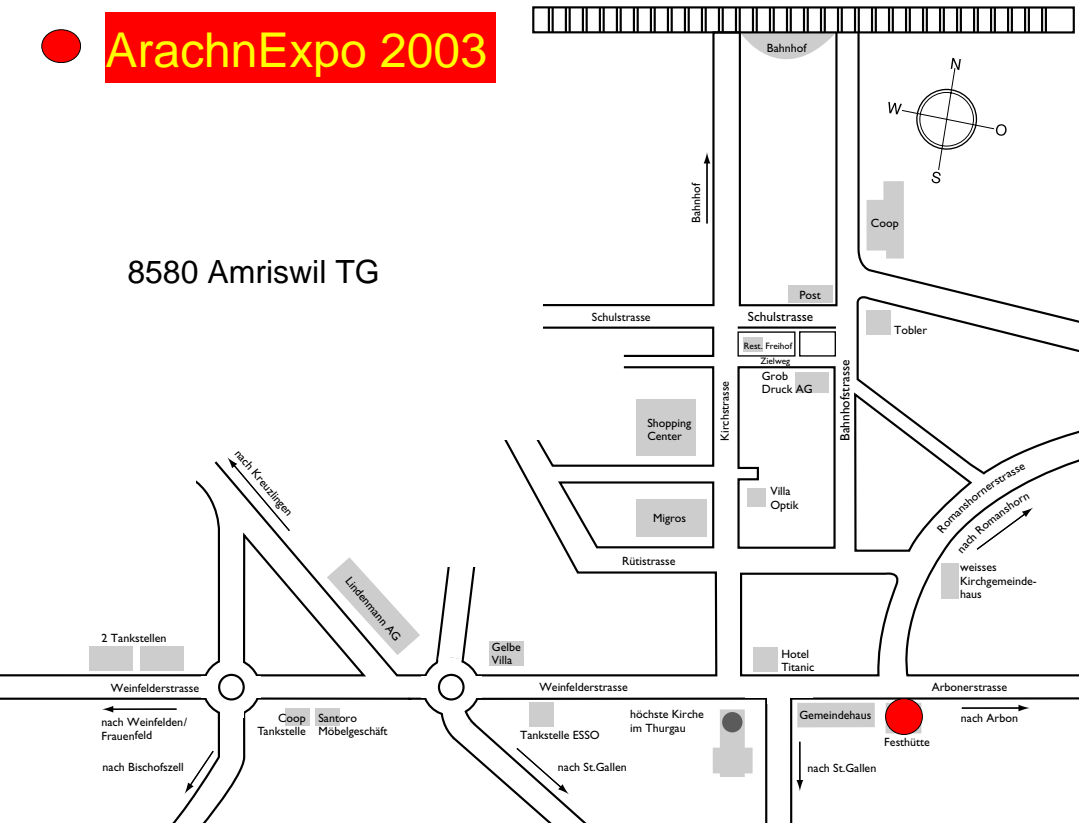 ArachnExpo 2003
8580 Amriswil TG
Bahnhof
N
W
O
S
Bahnhof
Coop
Post
Schulstrasse
Schulstrasse
Tobler
Rest. Freihof
Zielweg
Grob
Druck AG
Kirchstrasse
Bahnhofstrasse
Shopping
Center
nach Kreuzlingen
Villa
Optik
Migros
Romanshornerstrasse
nach Romanshorn
Rütistrasse
weisses
Kirchgemeinde-
haus
Lindenmann AG
2 Tankstellen
Gelbe
Villa
Hotel
Titanic
Weinfelderstrasse
Weinfelderstrasse
Arbonerstrasse
nach Weinfelden/
Frauenfeld
Coop
Tankstelle
Santoro
Möbelgeschäft
Tankstelle ESSO
höchste Kirche
im Thurgau
Gemeindehaus
nach Arbon
Festhütte
nach Bischofszell
nach St.Gallen
nach St.Gallen